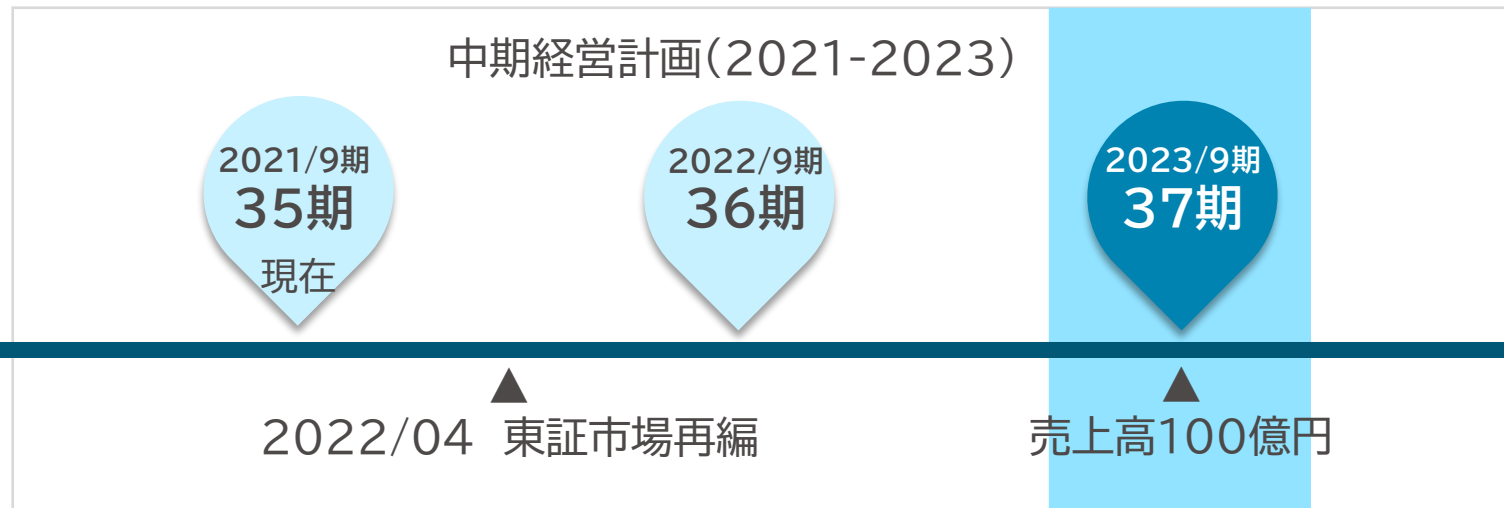 中期経営計画(2021-2023)
2021/9期
35期
現在
2022/9期
36期
2023/9期
37期
▲
2022/04 東証市場再編
▲
売上高100億円